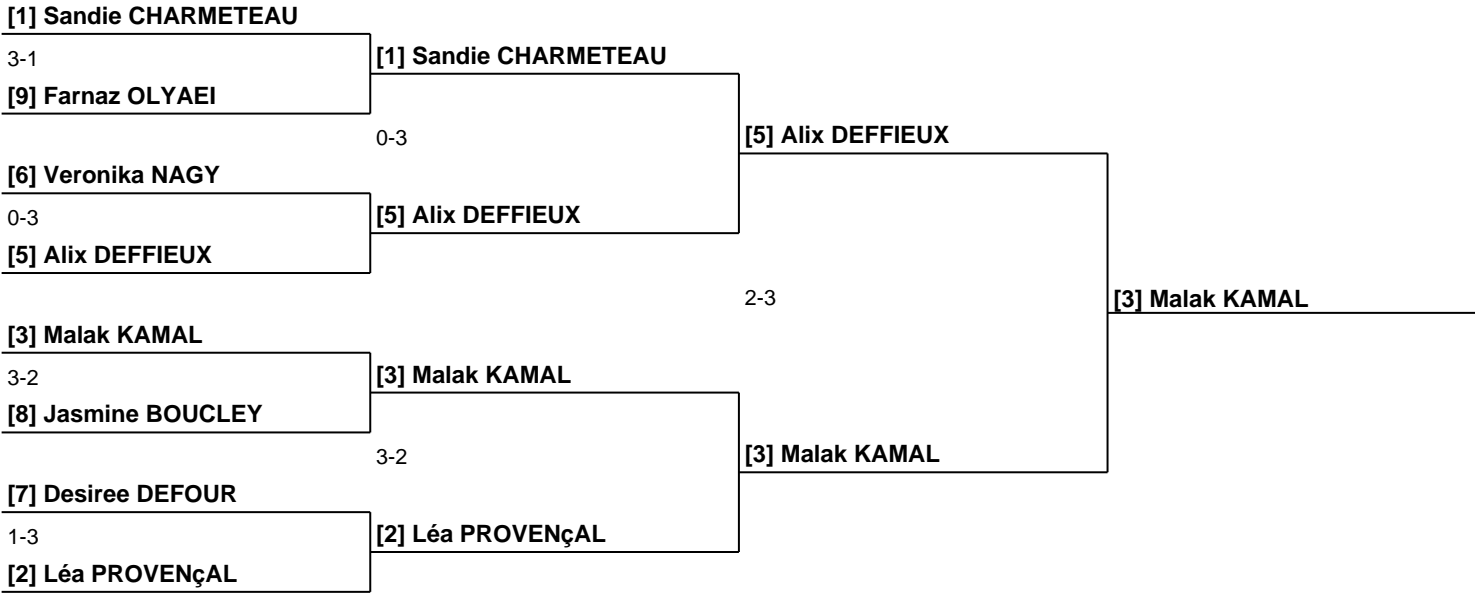 [1] Sandie CHARMETEAU
3-1
[1] Sandie CHARMETEAU
[9] Farnaz OLYAEI
0-3
[5] Alix DEFFIEUX
[6] Veronika NAGY
0-3
[5] Alix DEFFIEUX
[5] Alix DEFFIEUX
2-3
[3] Malak KAMAL
[3] Malak KAMAL
3-2
[3] Malak KAMAL
[8] Jasmine BOUCLEY
3-2
[3] Malak KAMAL
[7] Desiree DEFOUR
1-3
[2] Léa PROVENçAL
[2] Léa PROVENçAL